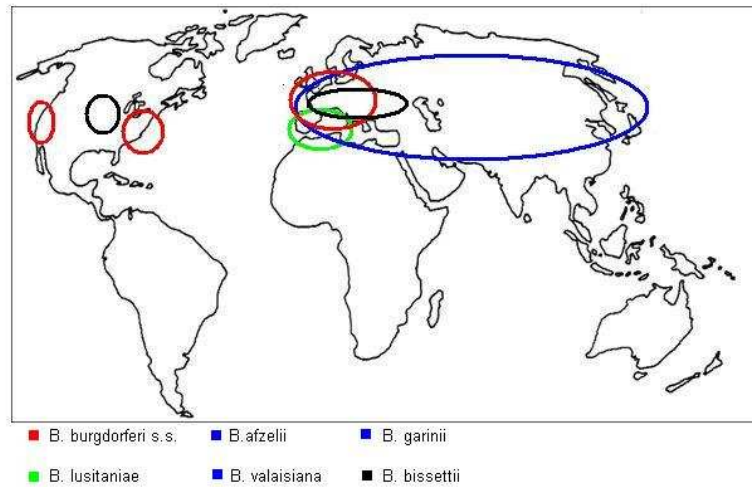 B. burgdorferi s.s. B.afzelii B. garinii
B. lusitaniae B. valaisiana B. bissettii